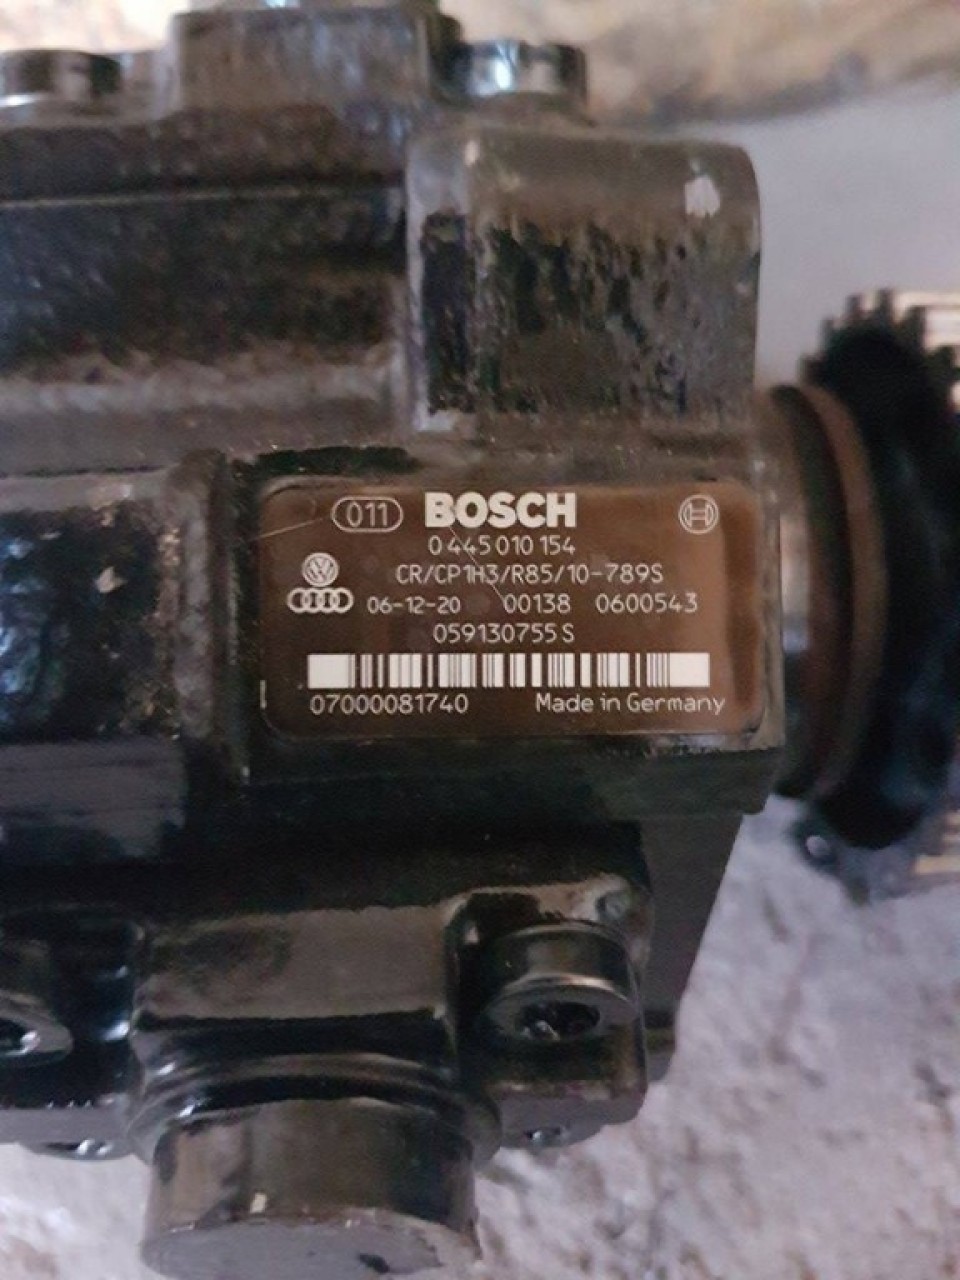 011 BOSCH
0 445 010 154
CR/CP1H3/R85/10-789S
06-12-20 00138 0600543
059130755 S
07000081740 Made in Germany